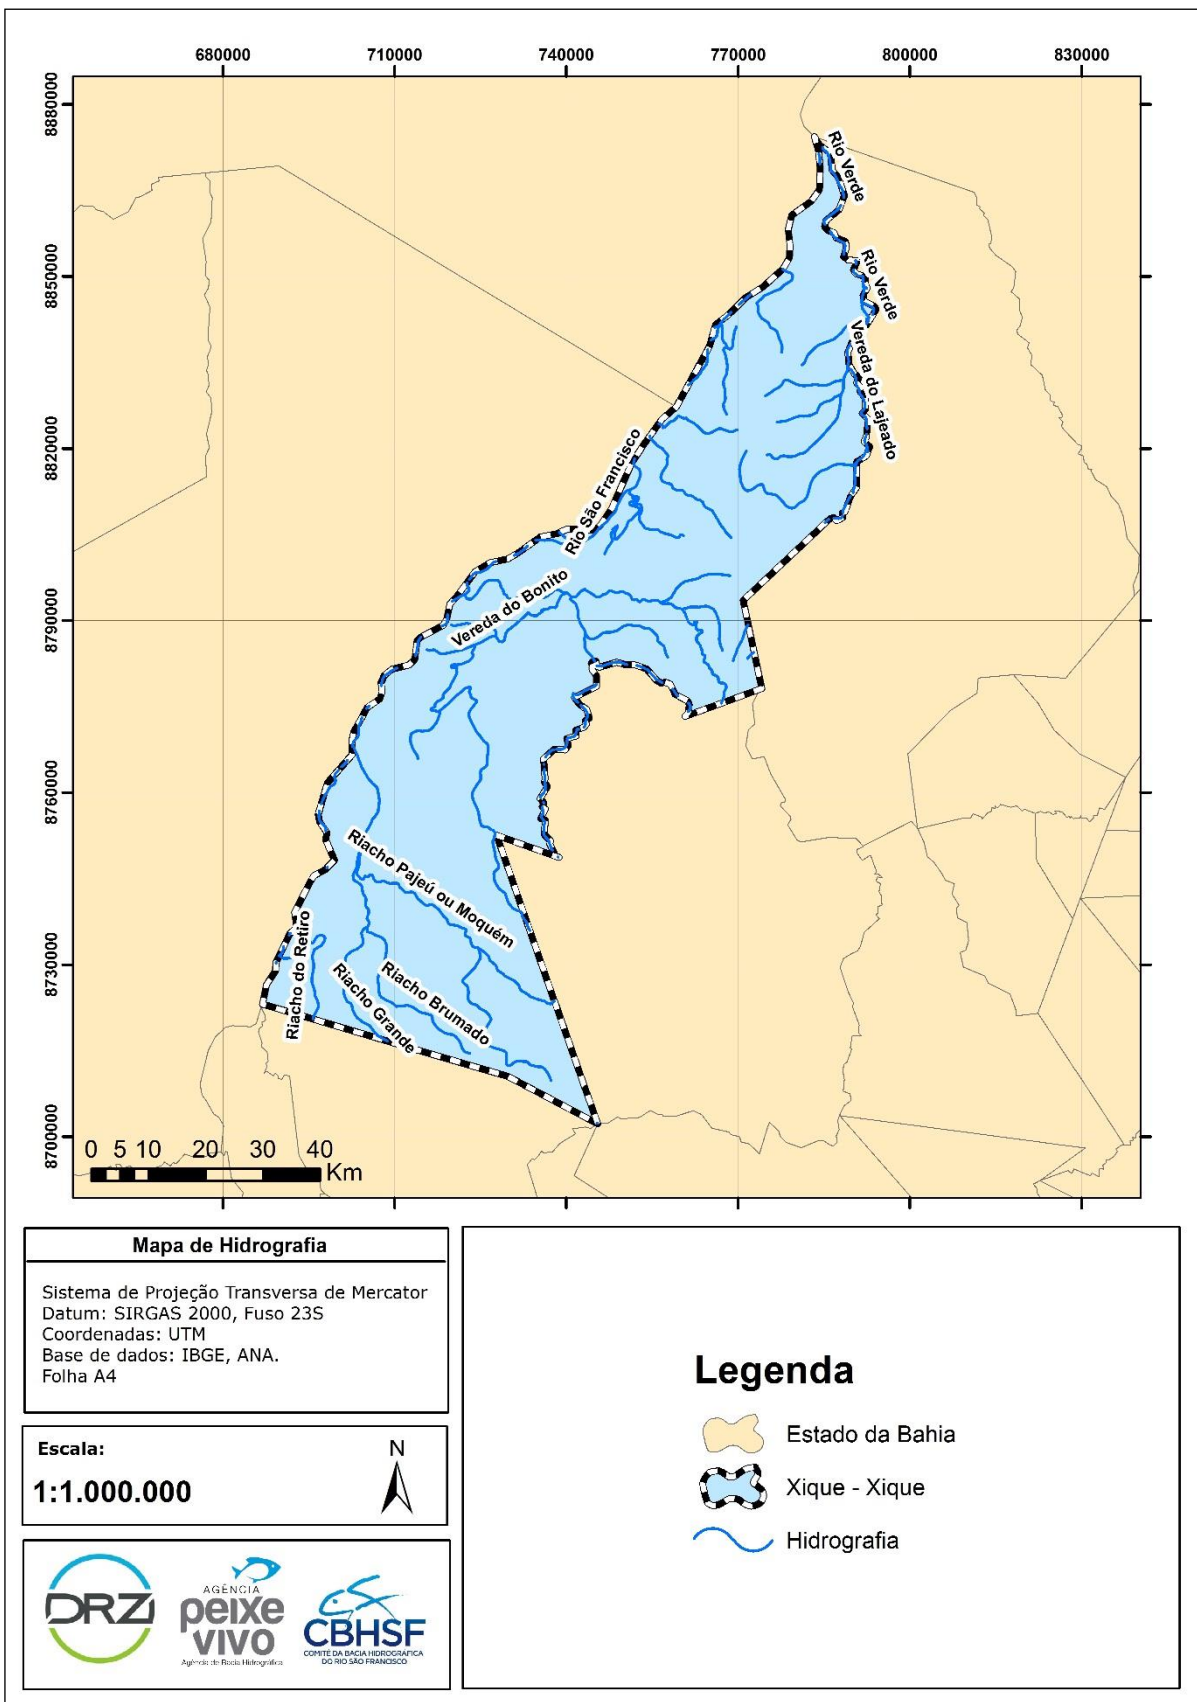 680000 710000 740000 770000 800000 830000
8880000
8850000
8820000
8790000
8760000
8730000
8700000
Rio Verde
Rio Verde
Vereda do Lajeado
Rio São Francisco
Vereda do Bonito
Riacho Pajeú ou Moquém
Riacho do Retiro
Riacho Grande
Riacho Brumado
0 5 10 20 30 40
Km
Mapa de Hidrografia
Sistema de Projeção Transversa de Mercator
Datum: SIRGAS 2000, Fuso 23S
Coordenadas: UTM
Base de dados: IBGE, ANA.
Folha A4
Escala:
1:1.000.000
N
DRZ
AGÊNCIA
peixe
vivo
Agência de Bacia Hidrográfica
CBHSF
COMITÊ DA BACIA HIDROGRÁFICA
DO RIO SÃO FRANCISCO
Legenda
Estado da Bahia
Xique - Xique
Hidrografia